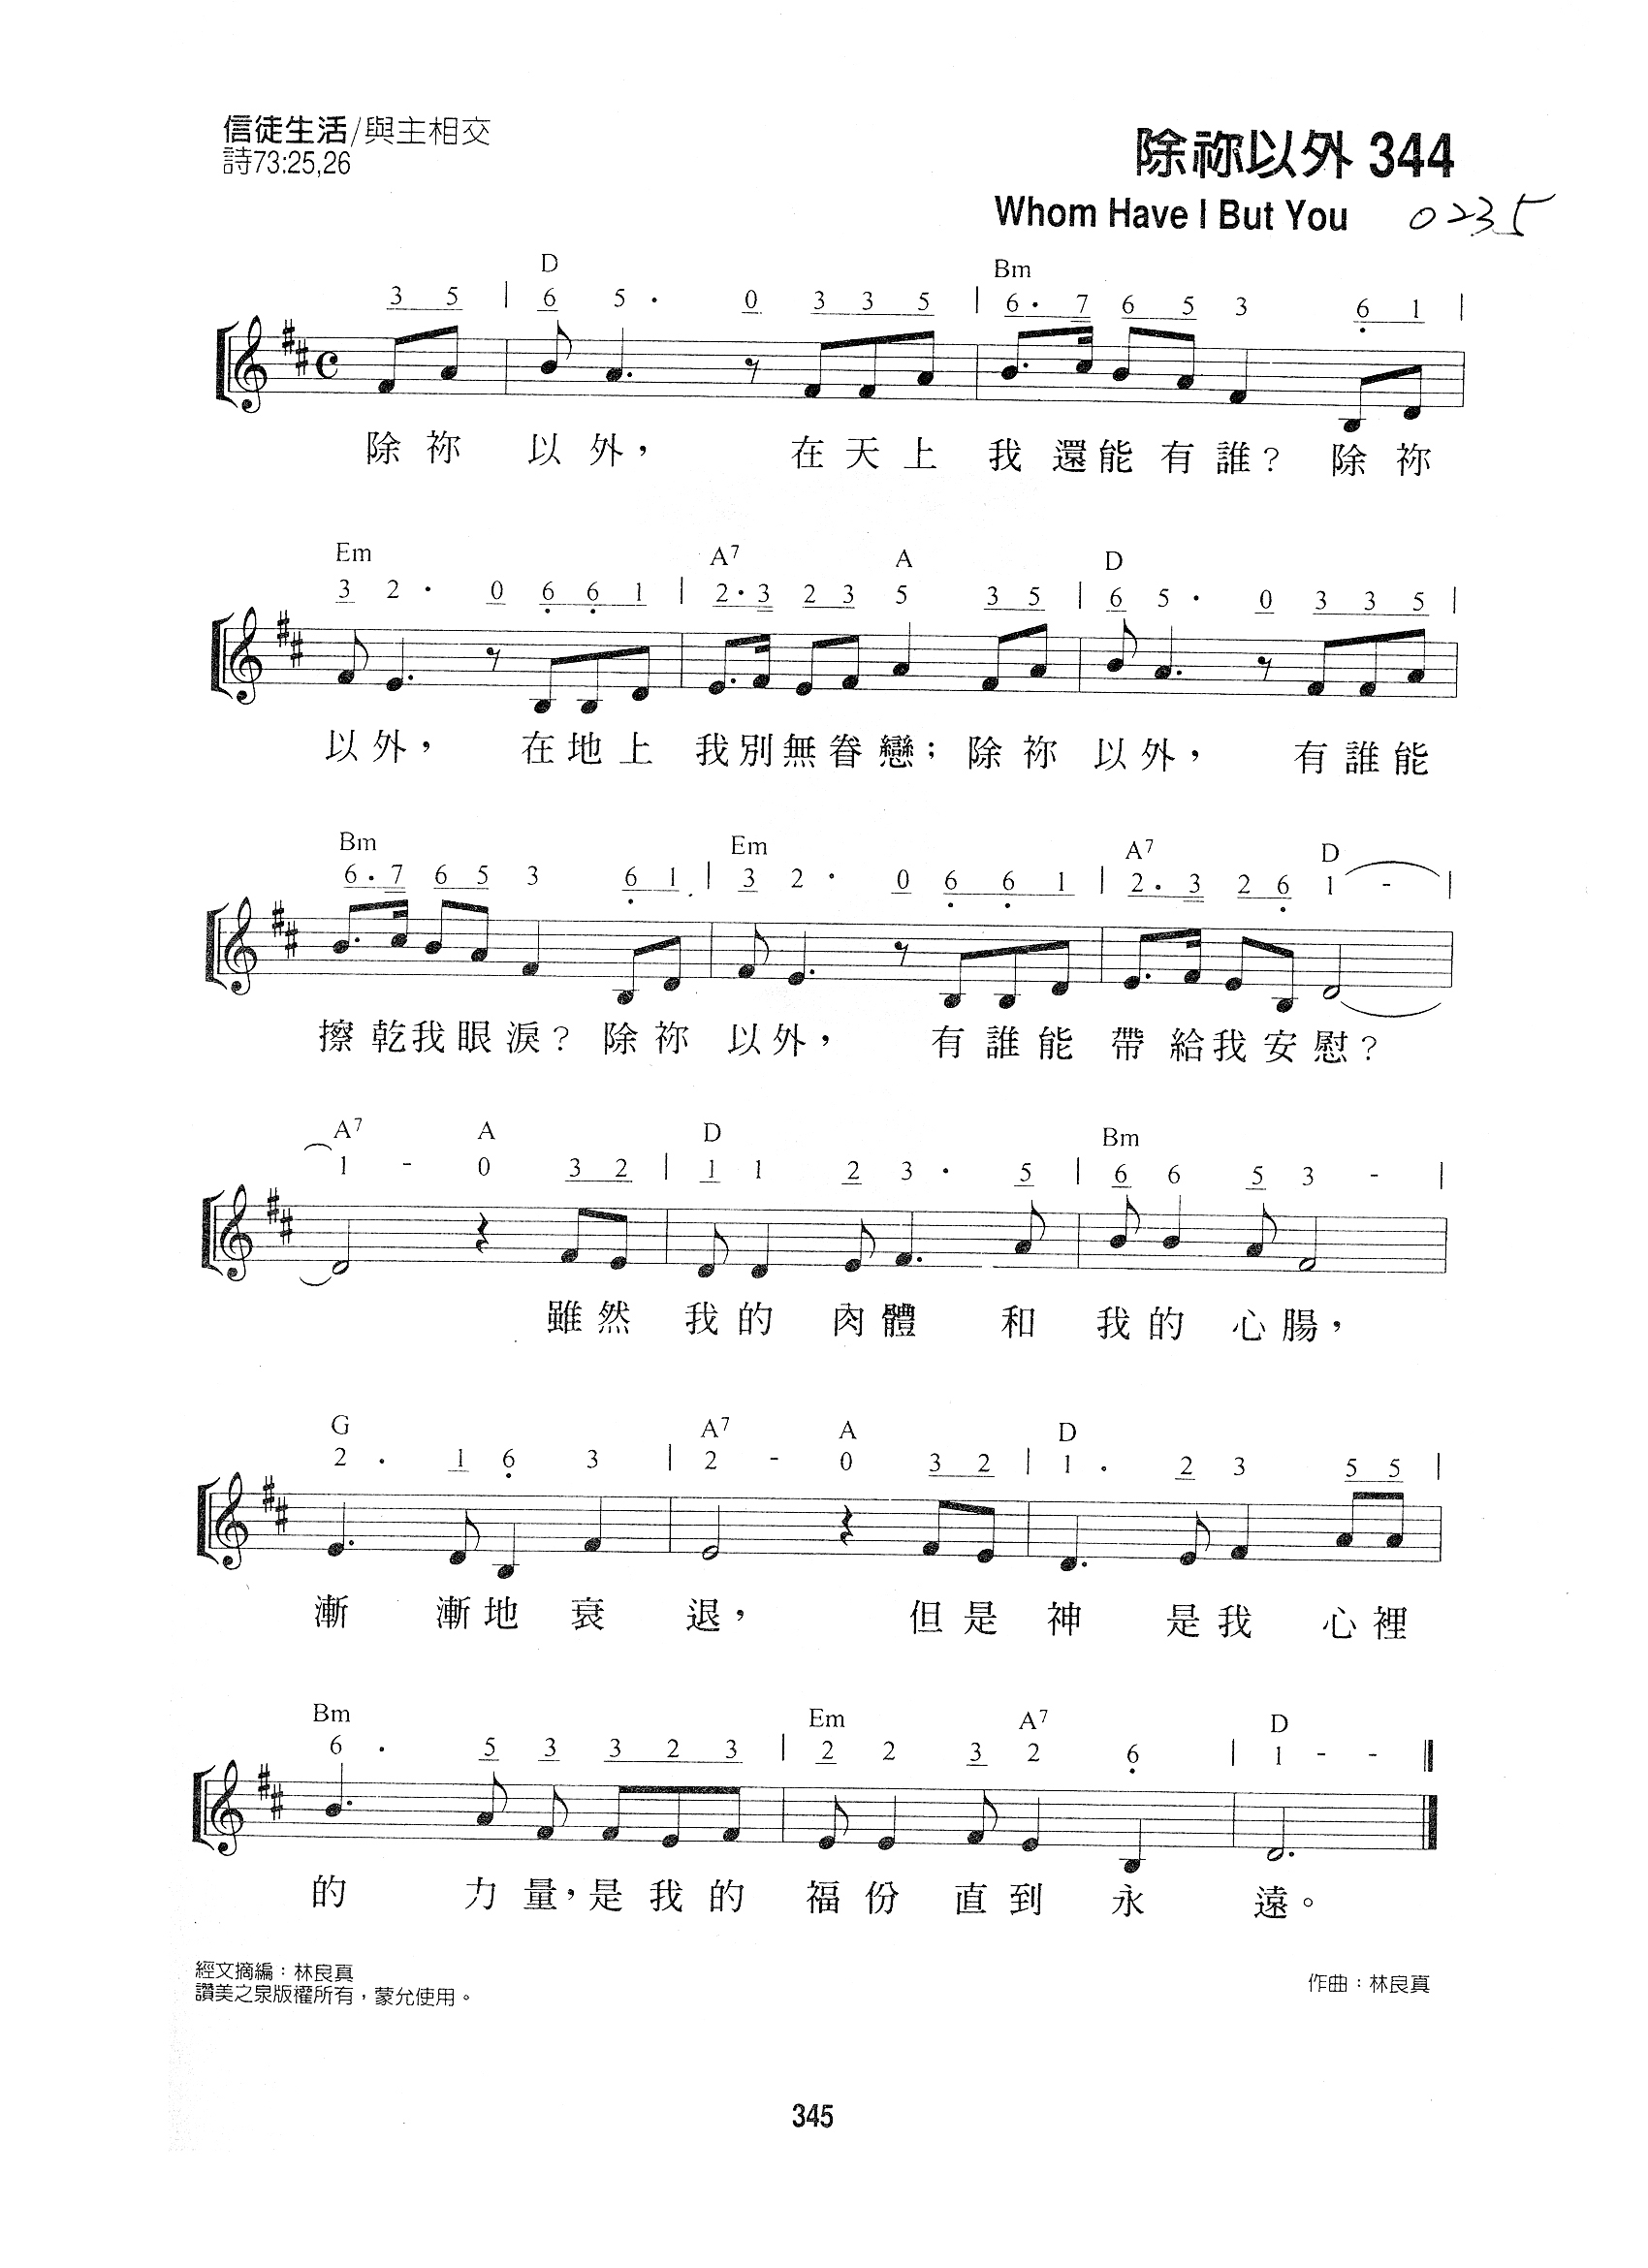 信徒生活/與主相交
詩73:25,26
除祢以外 344
Whom Have I But You 0235
D Bm
3 5 | 6 5 · 0 3 3 5 | 6 · 7 6 5 3 6 1 |
除祢 以外， 在天上 我還能有誰？除祢
Em A7 A D
3 2 · 0 6 6 1 | 2 · 3 2 3 5 3 5 | 6 5 · 0 3 3 5 |
以外， 在地上 我別無眷戀；除祢 以外， 有誰能
Bm Em A7 D
6 · 7 6 5 3 6 1 | 3 2 · 0 6 6 1 | 2 · 3 2 6 1 - |
擦乾我眼淚？除祢 以外， 有誰能 帶給我安慰？
A7 A D Bm
1 - 0 3 2 | 1 1 2 3 · 5 | 6 6 5 3 - |
雖然 我的 肉體 和 我的 心腸，
G A7 A D
2 · 1 6 3 | 2 - 0 3 2 | 1 · 2 3 5 5 |
漸 漸地 衰 退， 但是 神 是我 心裡
Bm Em A7 D
6 · 5 3 3 2 3 | 2 2 3 2 6 | 1 - -
的 力量，是我的 福份 直到 永 遠。
經文摘編：林良真
讚美之泉版權所有，蒙允使用。
作曲：林良真
345